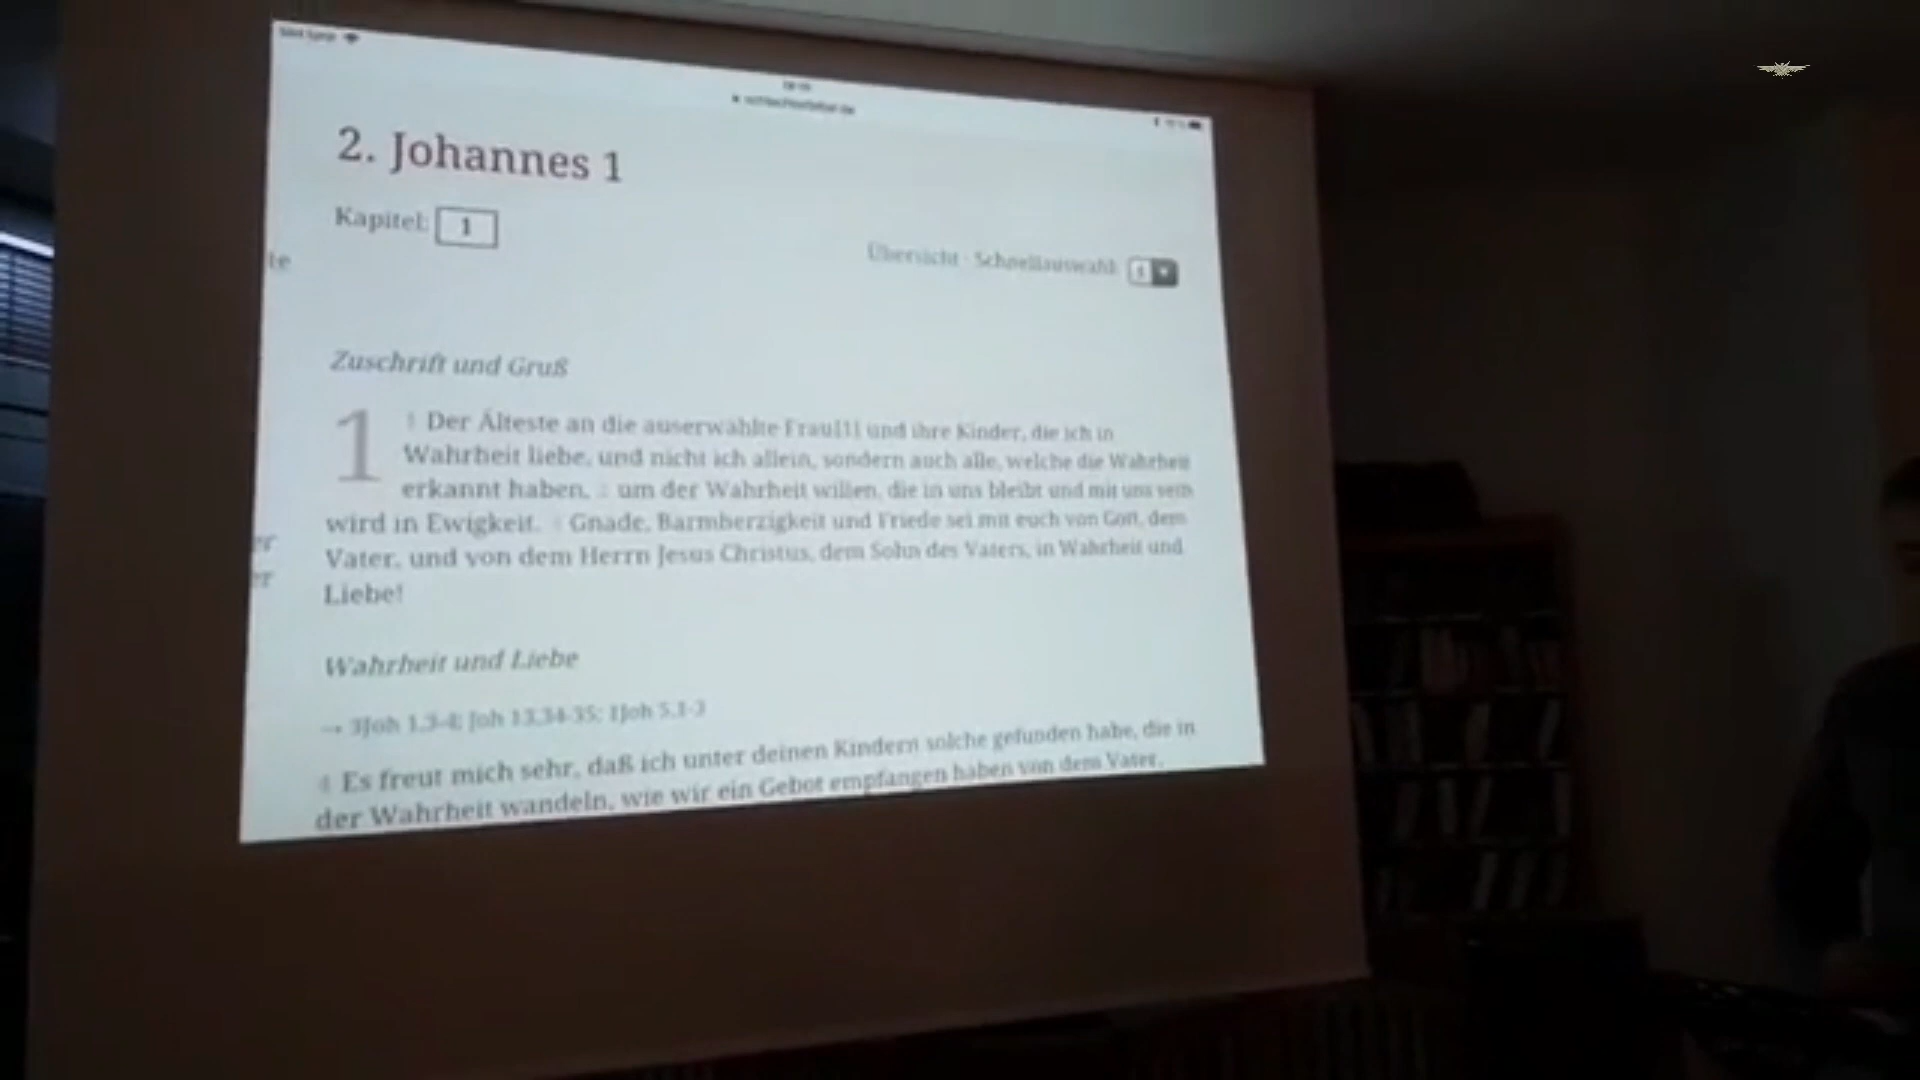 2. Johannes 1
Kapitel: 1
te
Übersicht · Schnellauswahl: 1
Zuschrift und Gruß
1 Der Älteste an die auserwählte Frau[1] und ihre Kinder, die ich in
Wahrheit liebe, und nicht ich allein, sondern auch alle, welche die Wahrheit
erkannt haben, 2 um der Wahrheit willen, die in uns bleibt und mit uns sein
wird in Ewigkeit. 3 Gnade, Barmherzigkeit und Friede sei mit euch von Gott, dem
er
Vater, und von dem Herrn Jesus Christus, dem Sohn des Vaters, in Wahrheit und
er
Liebe!
Wahrheit und Liebe
→ 3Joh 1,3-4; Joh 13,34-35; 1Joh 5,1-3
4 Es freut mich sehr, daß ich unter deinen Kindern solche gefunden habe, die in
der Wahrheit wandeln, wie wir ein Gebot empfangen haben von dem Vater.